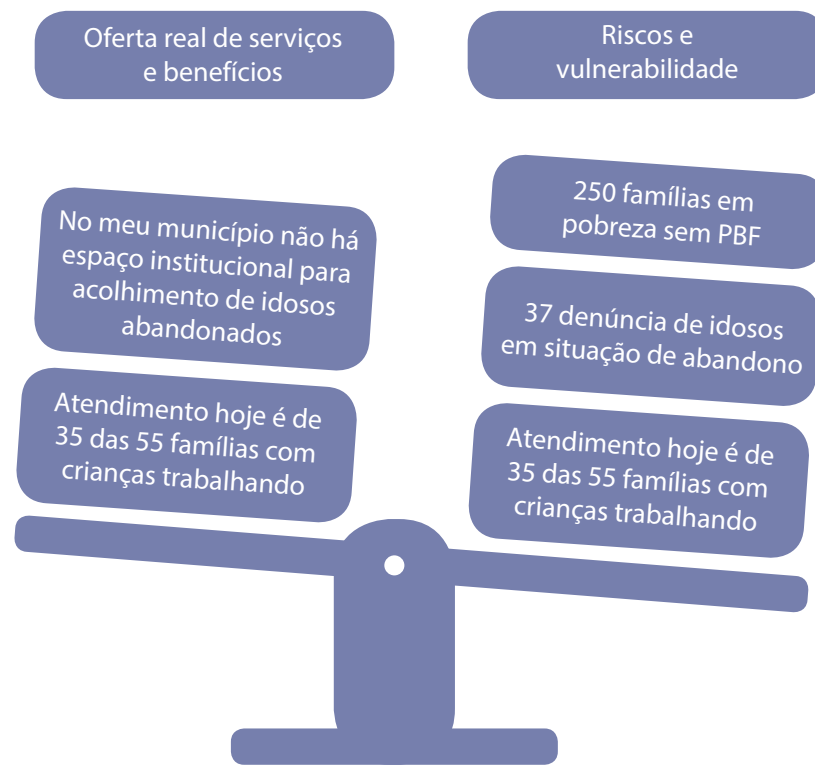 Oferta real de serviços
e benefícios
Riscos e
vulnerabilidade
No meu município não há
espaço institucional para
acolhimento de idosos
abandonados
Atendimento hoje é de
35 das 55 famílias com
crianças trabalhando
250 famílias em
pobreza sem PBF
37 denúncia de idosos
em situação de abandono
Atendimento hoje é de
35 das 55 famílias com
crianças trabalhando